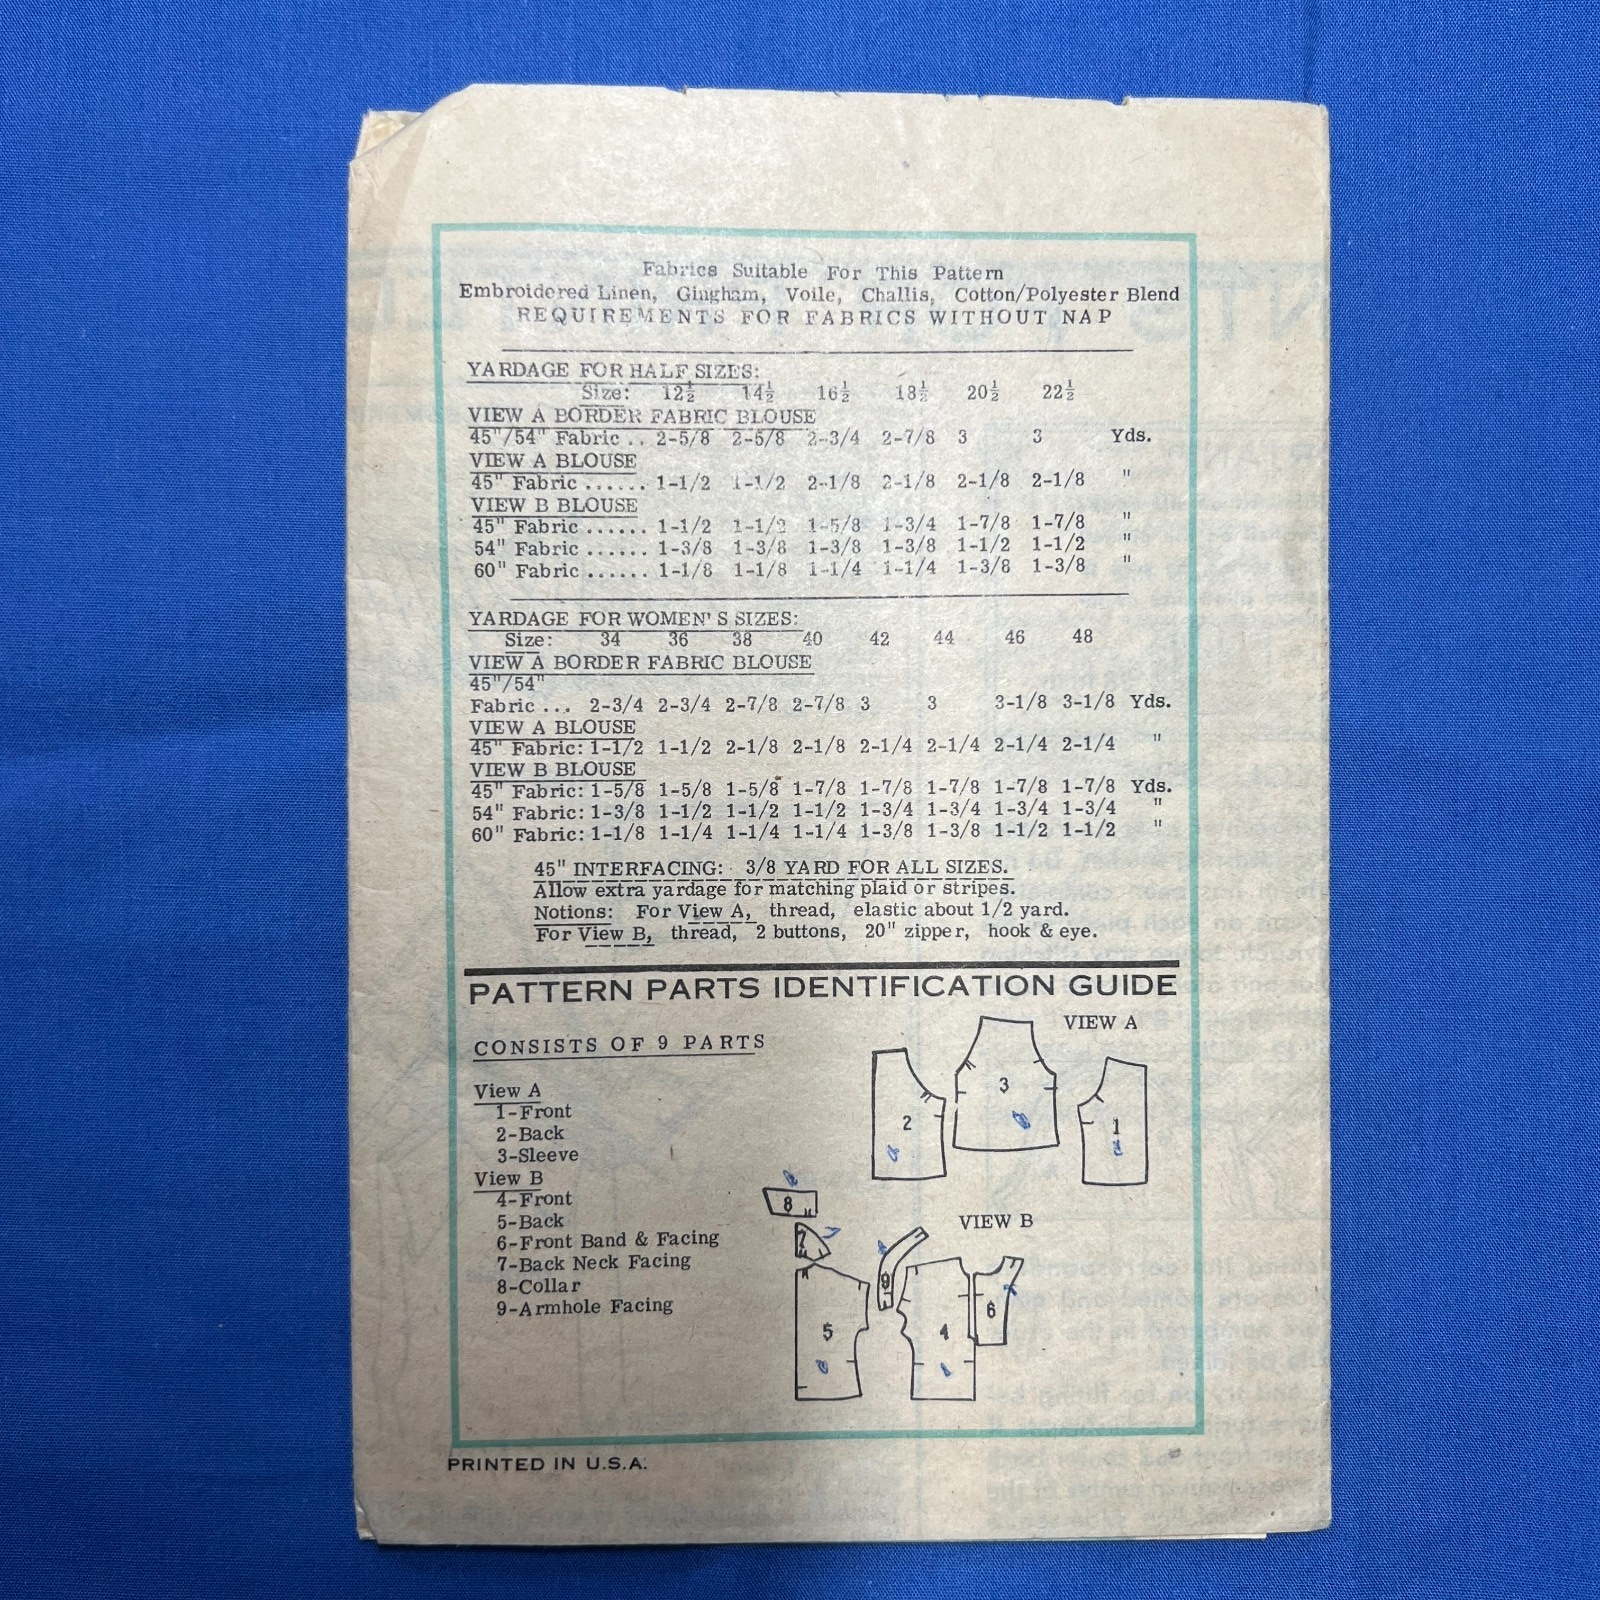 Fabrics Suitable For This Pattern
Embroidered Linen, Gingham, Voile, Challis, Cotton/Polyester Blend
REQUIREMENTS FOR FABRICS WITHOUT NAP
YARDAGE FOR HALF SIZES:
Size: 12½ 14½ 16½ 18½ 20½ 22½
VIEW A BORDER FABRIC BLOUSE
45"/54" Fabric .. 2-5/8 2-5/8 2-3/4 2-7/8 3 3 Yds.
VIEW A BLOUSE
45" Fabric ...... 1-1/2 1-1/2 2-1/8 2-1/8 2-1/8 2-1/8 "
VIEW B BLOUSE
45" Fabric ...... 1-1/2 1-1/2 1-5/8 1-3/4 1-7/8 1-7/8 "
54" Fabric ...... 1-3/8 1-3/8 1-3/8 1-3/8 1-1/2 1-1/2 "
60" Fabric ...... 1-1/8 1-1/8 1-1/4 1-1/4 1-3/8 1-3/8 "
YARDAGE FOR WOMEN'S SIZES:
Size: 34 36 38 40 42 44 46 48
VIEW A BORDER FABRIC BLOUSE
45"/54"
Fabric ... 2-3/4 2-3/4 2-7/8 2-7/8 3 3 3-1/8 3-1/8 Yds.
VIEW A BLOUSE
45" Fabric: 1-1/2 1-1/2 2-1/8 2-1/8 2-1/4 2-1/4 2-1/4 2-1/4 "
VIEW B BLOUSE
45" Fabric: 1-5/8 1-5/8 1-5/8 1-7/8 1-7/8 1-7/8 1-7/8 1-7/8 Yds.
54" Fabric: 1-3/8 1-1/2 1-1/2 1-1/2 1-3/4 1-3/4 1-3/4 1-3/4 "
60" Fabric: 1-1/8 1-1/4 1-1/4 1-1/4 1-3/8 1-3/8 1-1/2 1-1/2 "
45" INTERFACING: 3/8 YARD FOR ALL SIZES.
Allow extra yardage for matching plaid or stripes.
Notions: For View A, thread, elastic about 1/2 yard.
For View B, thread, 2 buttons, 20" zipper, hook & eye.
PATTERN PARTS IDENTIFICATION GUIDE
CONSISTS OF 9 PARTS
View A
1-Front
2-Back
3-Sleeve
View B
4-Front
5-Back
6-Front Band & Facing
7-Back Neck Facing
8-Collar
9-Armhole Facing
VIEW A
2
3
1
VIEW B
8
7
9
5
4
6
PRINTED IN U.S.A.